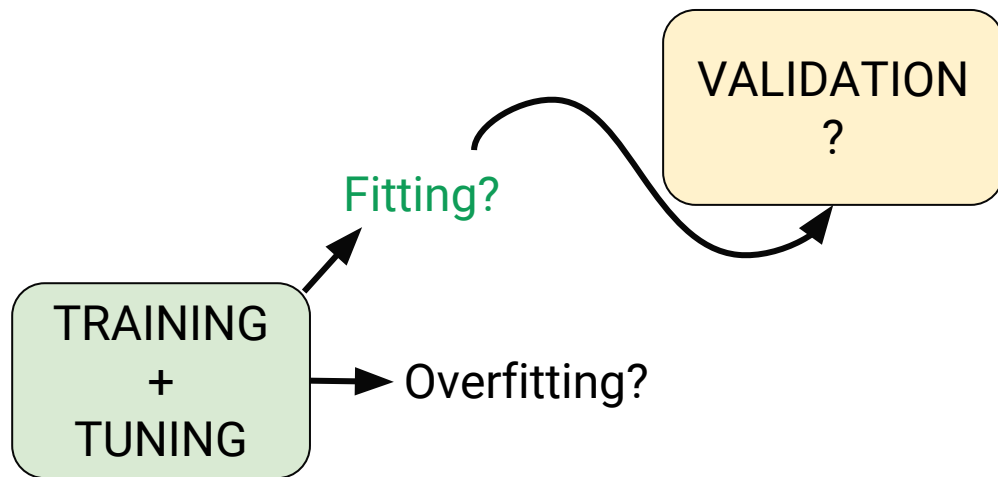 VALIDATION
?
Fitting?
TRAINING
+
TUNING
Overfitting?